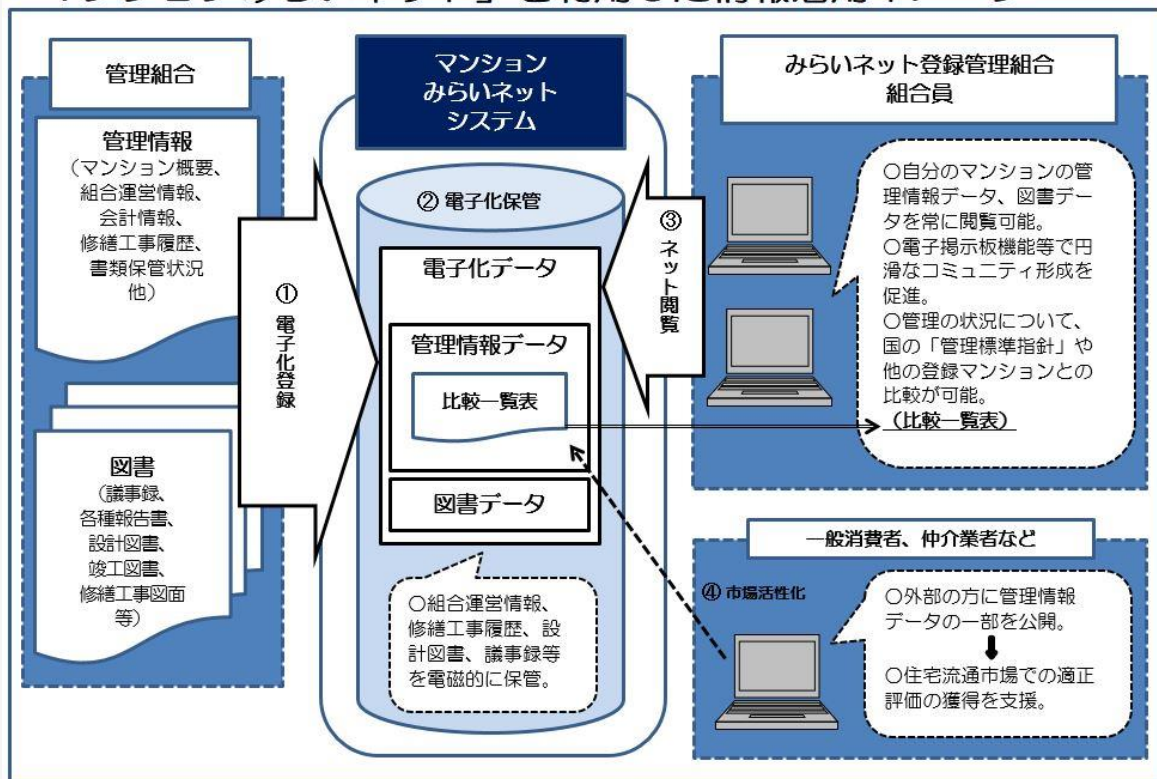 管理組合
管理情報
（マンション概要、
組合運営情報、
会計情報、
修繕工事履歴、
書類保管状況
他）
図書
（議事録、
各種報告書、
設計図書、
竣工図書、
修繕工事図面
等）
①電子化登録
マンション
みらいネット
システム
②電子化保管
電子化データ
管理情報データ
比較一覧表
図書データ
○組合運営情報、
修繕工事履歴、設
計図書、議事録等
を電磁的に保管。
③ネット閲覧
みらいネット登録管理組合
組合員
○自分のマンションの管
理情報データ、図書デー
タを常に閲覧可能。
○電子掲示板機能等で円
滑なコミュニティ形成を
促進。
○管理の状況について、
国の「管理標準指針」や
他の登録マンションとの
比較が可能。
（比較一覧表）
一般消費者、仲介業者など
④市場活性化
○外部の方に管理情報
データの一部を公開。
○住宅流通市場での適正
評価の獲得を支援。